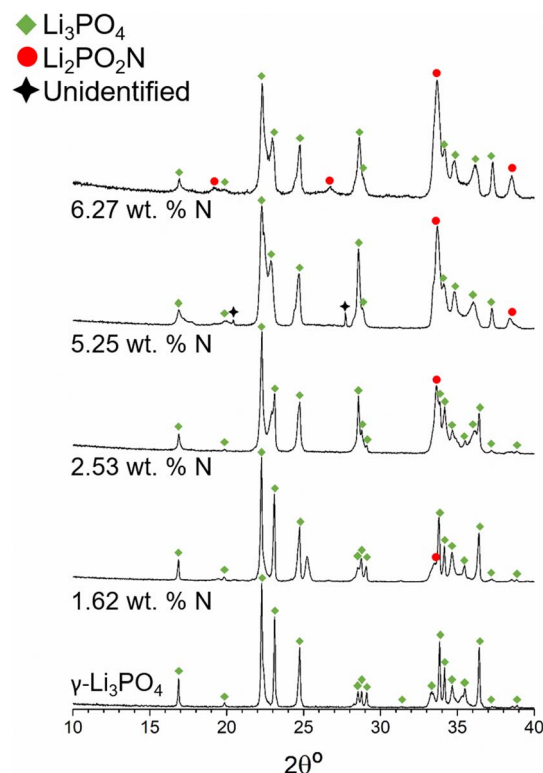 Li₃PO₄
Li₂PO₂N
Unidentified
6.27 wt. % N
5.25 wt. % N
2.53 wt. % N
1.62 wt. % N
γ-Li₃PO₄
10 15 20 25 30 35 40
2θ°